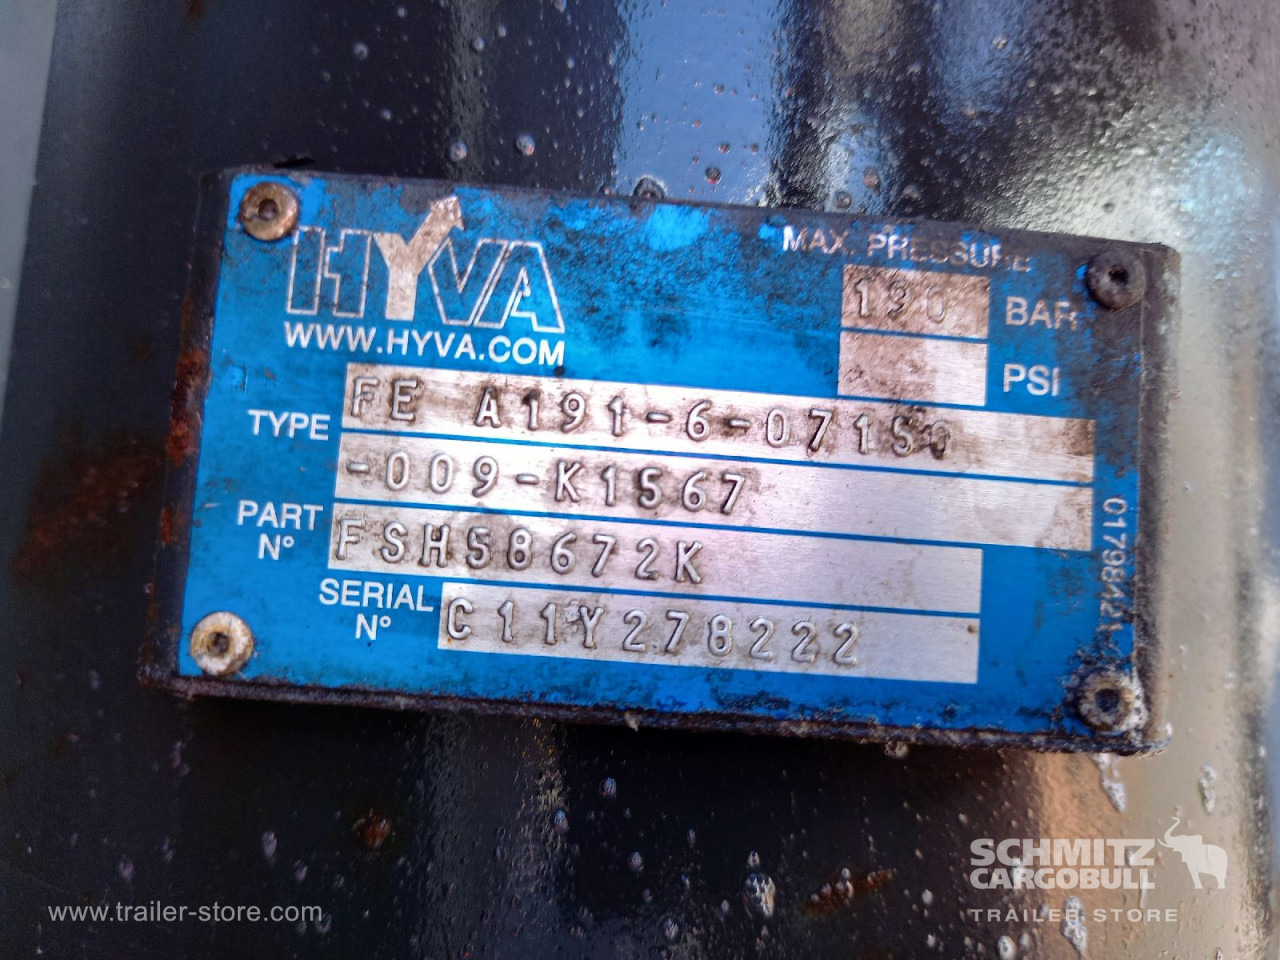 HYVA
WWW.HYVA.COM
MAX. PRESSURE
190 BAR
PSI
TYPE FE A191-6-07150
-009-K1567
PART N° FSH58672K
SERIAL N° C11Y278222
01798421
www.trailer-store.com
SCHMITZ
CARGOBULL
TRAILER STORE